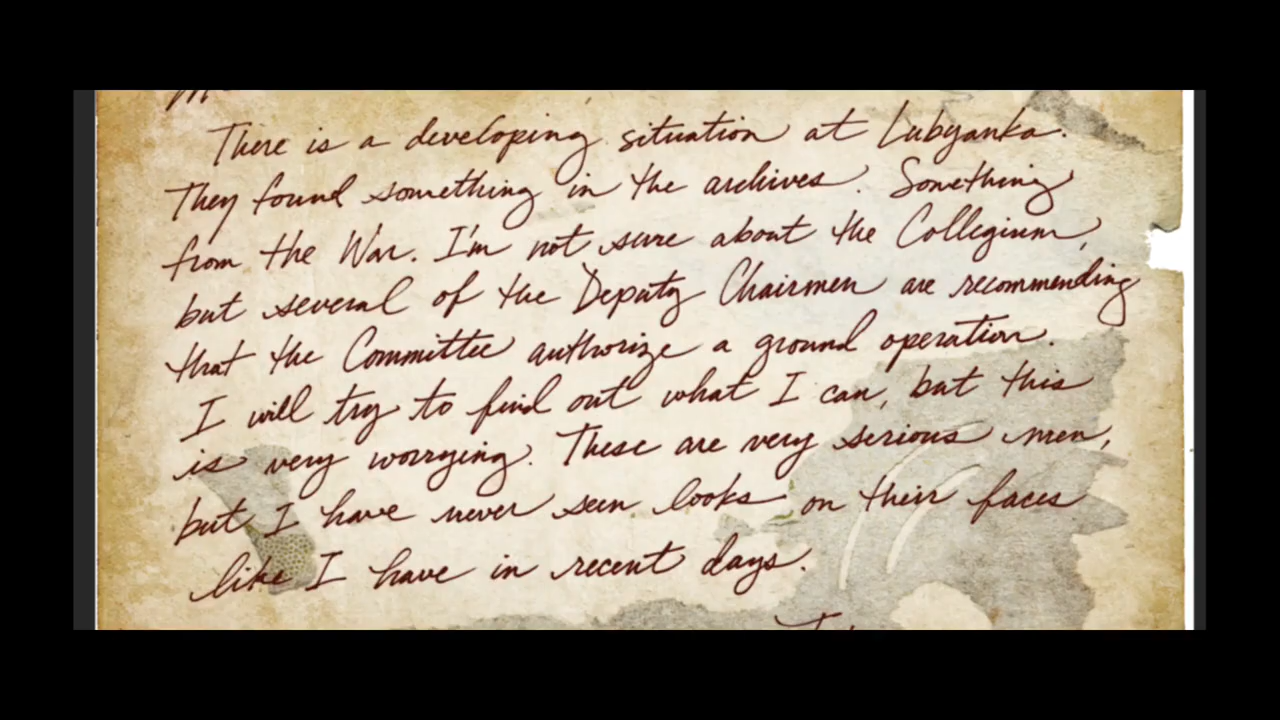 There is a developing situation at Lubyanka.
They found something in the archives. Something
from the War. I'm not sure about the Collegium,
but several of the Deputy Chairmen are recommending
that the Committee authorize a ground operation.
I will try to find out what I can, but this
is very worrying. These are very serious men,
but I have never seen looks on their faces
like I have in recent days.